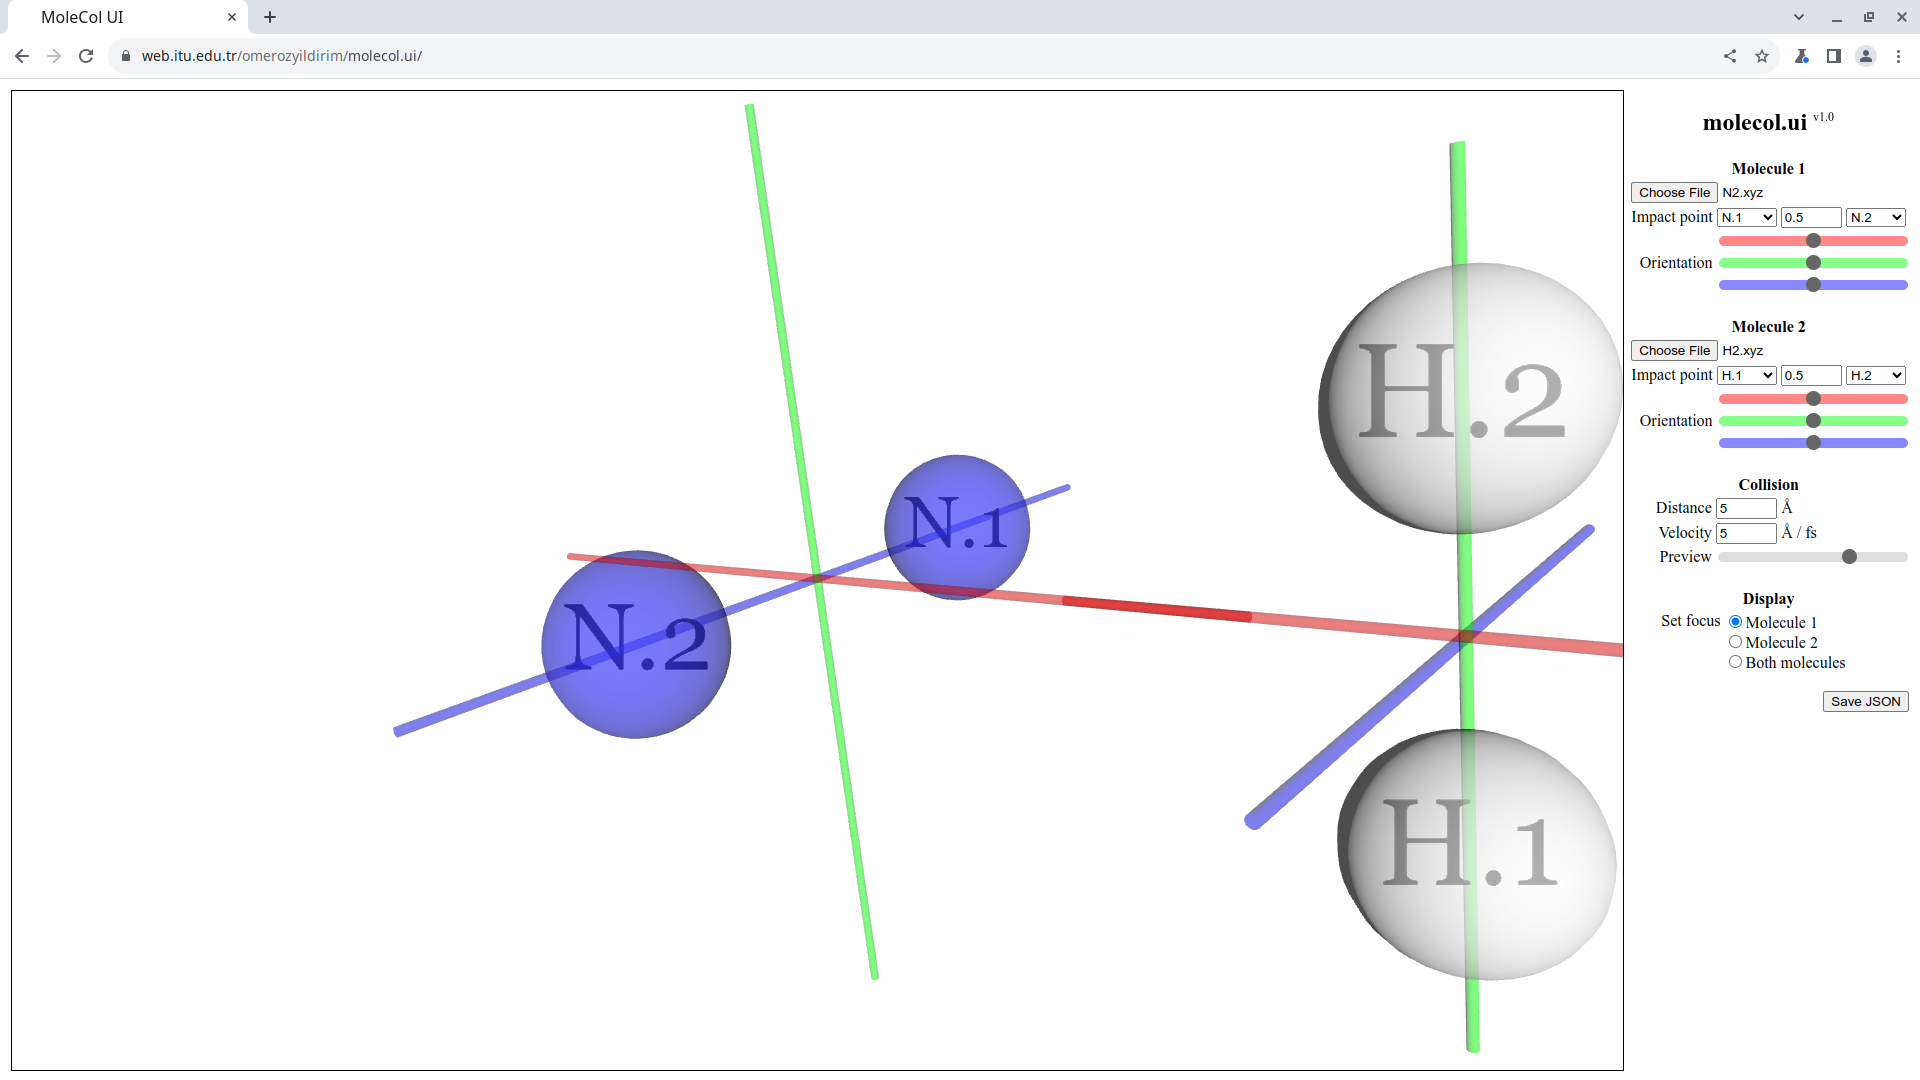 MoleCol UI
web.itu.edu.tr/omerozyildirim/molecol.ui/
H.2
N.1
N.2
H.1
molecol.ui v1.0
Molecule 1
Choose File N2.xyz
Impact point N.1 0.5 N.2
Orientation
Molecule 2
Choose File H2.xyz
Impact point H.1 0.5 H.2
Orientation
Collision
Distance 5 Å
Velocity 5 Å / fs
Preview
Display
Set focus Molecule 1
Molecule 2
Both molecules
Save JSON